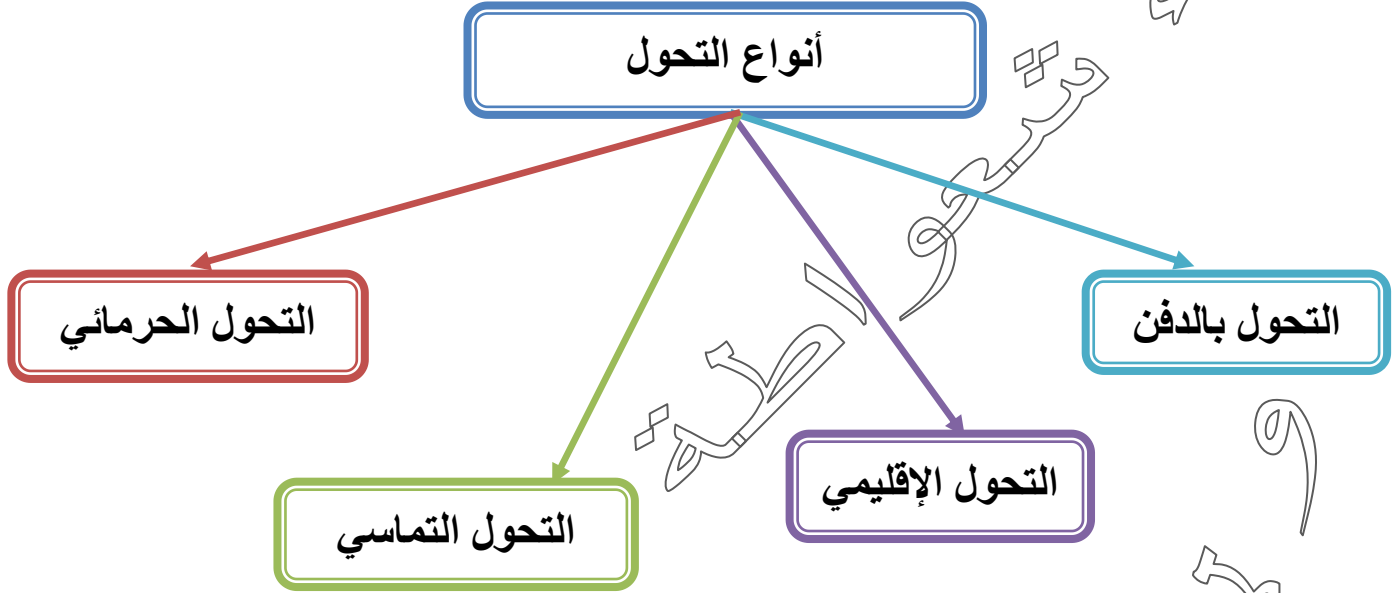 أنواع التحول
التحول بالدفن
التحول الحرمائي
التحول الإقليمي
التحول التماسي